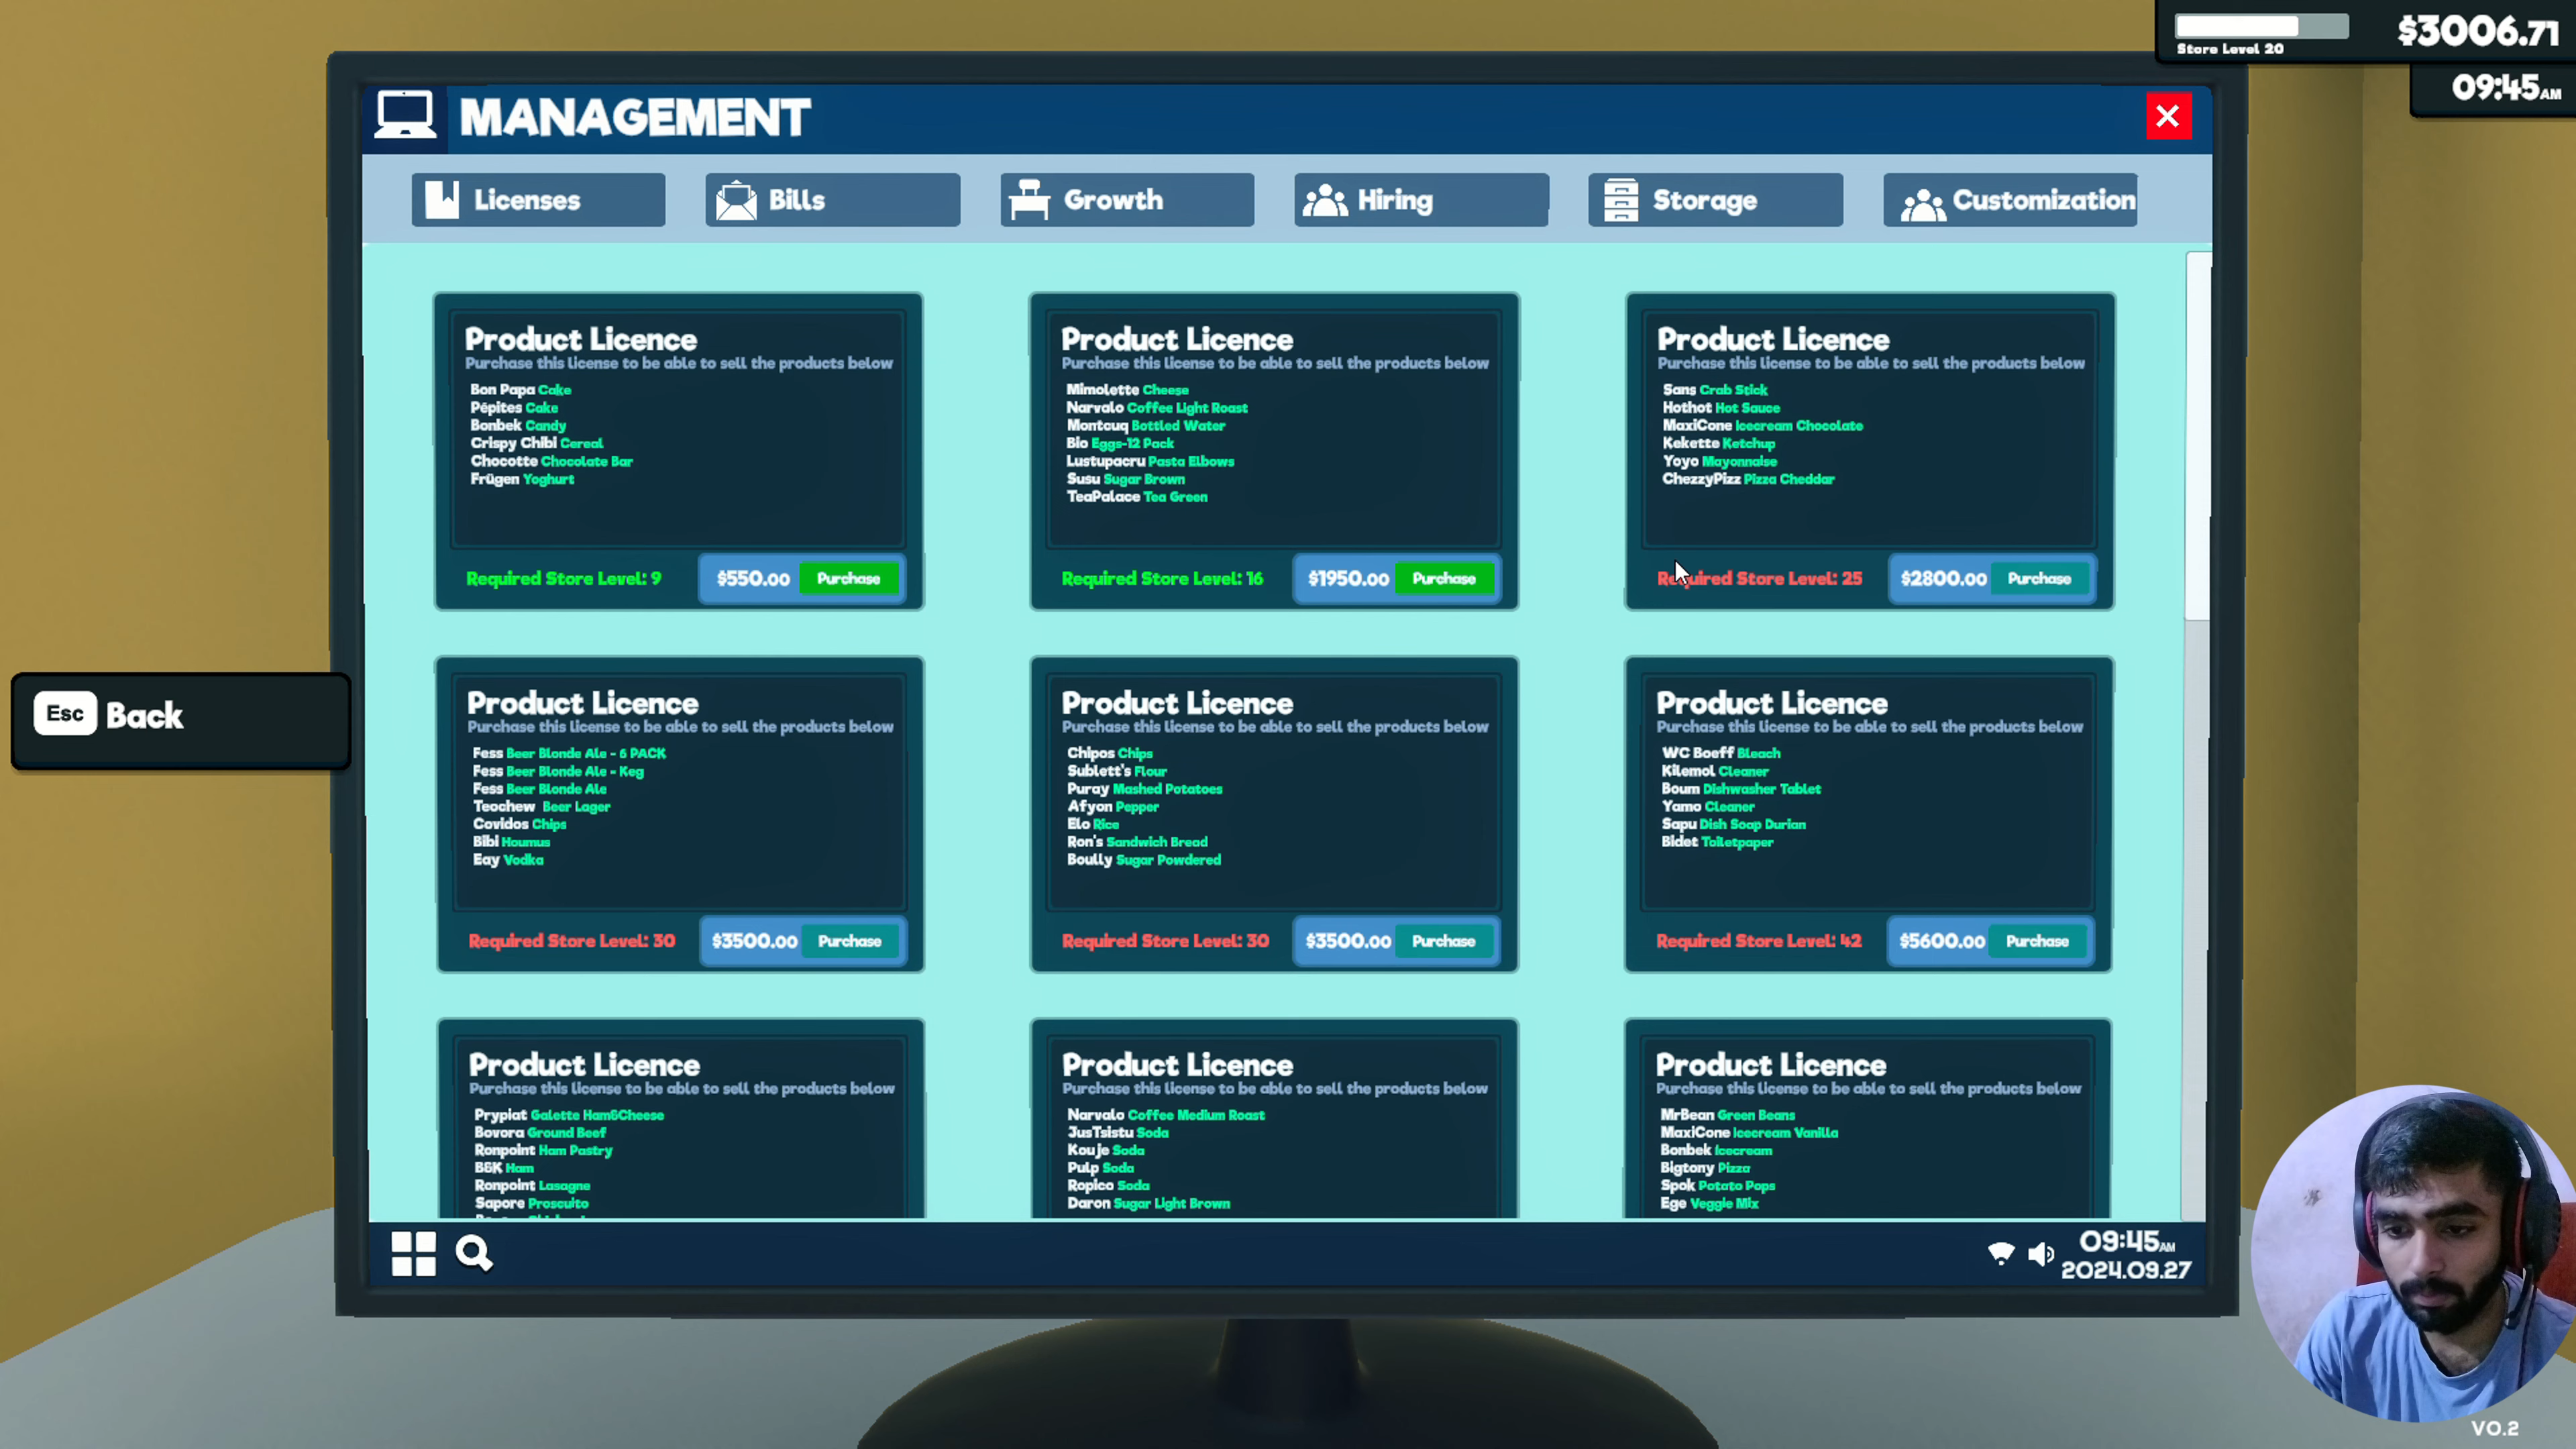 Store Level 20
$3006.71
09:45AM
MANAGEMENT
Licenses
Bills
Growth
Hiring
Storage
Customization
Product Licence
Purchase this license to be able to sell the products below
Bon Papa Cake
Pépites Cake
Bonbek Candy
Crispy Chibi Cereal
Chocotte Chocolate Bar
Frügen Yoghurt
Required Store Level: 9
$550.00
Purchase
Product Licence
Purchase this license to be able to sell the products below
Mimolette Cheese
Narvalo Coffee Light Roast
Montcuq Bottled Water
Bio Eggs-12 Pack
Lustupacru Pasta Elbows
Susu Sugar Brown
TeaPalace Tea Green
Required Store Level: 16
$1950.00
Purchase
Product Licence
Purchase this license to be able to sell the products below
Sans Crab Stick
Hothot Hot Sauce
MaxiCone Icecream Chocolate
Kekette Ketchup
Yoyo Mayonnaise
ChezzyPizz Pizza Cheddar
Required Store Level: 25
$2800.00
Purchase
Esc Back
Product Licence
Purchase this license to be able to sell the products below
Fess Beer Blonde Ale - 6 PACK
Fess Beer Blonde Ale - Keg
Fess Beer Blonde Ale
Teochew Beer Lager
Covidos Chips
Bibi Houmus
Eay Vodka
Required Store Level: 30
$3500.00
Purchase
Product Licence
Purchase this license to be able to sell the products below
Chipos Chips
Sublett's Flour
Puray Mashed Potatoes
Afyon Pepper
Elo Rice
Ron's Sandwich Bread
Boully Sugar Powdered
Required Store Level: 30
$3500.00
Purchase
Product Licence
Purchase this license to be able to sell the products below
WC Boeff Bleach
Kilemol Cleaner
Boum Dishwasher Tablet
Yamo Cleaner
Sapu Dish Soap Durian
Bidet Toiletpaper
Required Store Level: 42
$5600.00
Purchase
Product Licence
Purchase this license to be able to sell the products below
Prypiat Galette Ham&Cheese
Bovora Ground Beef
Ronpoint Ham Pastry
B&K Ham
Ronpoint Lasagne
Sapore Proscuito
Product Licence
Purchase this license to be able to sell the products below
Narvalo Coffee Medium Roast
JusTsistu Soda
Kouje Soda
Pulp Soda
Ropico Soda
Daron Sugar Light Brown
Product Licence
Purchase this license to be able to sell the products below
MrBean Green Beans
MaxiCone Icecream Vanilla
Bonbek Icecream
Bigtony Pizza
Spok Potato Pops
Ege Veggie Mix
09:45AM
2024.09.27
V0.2